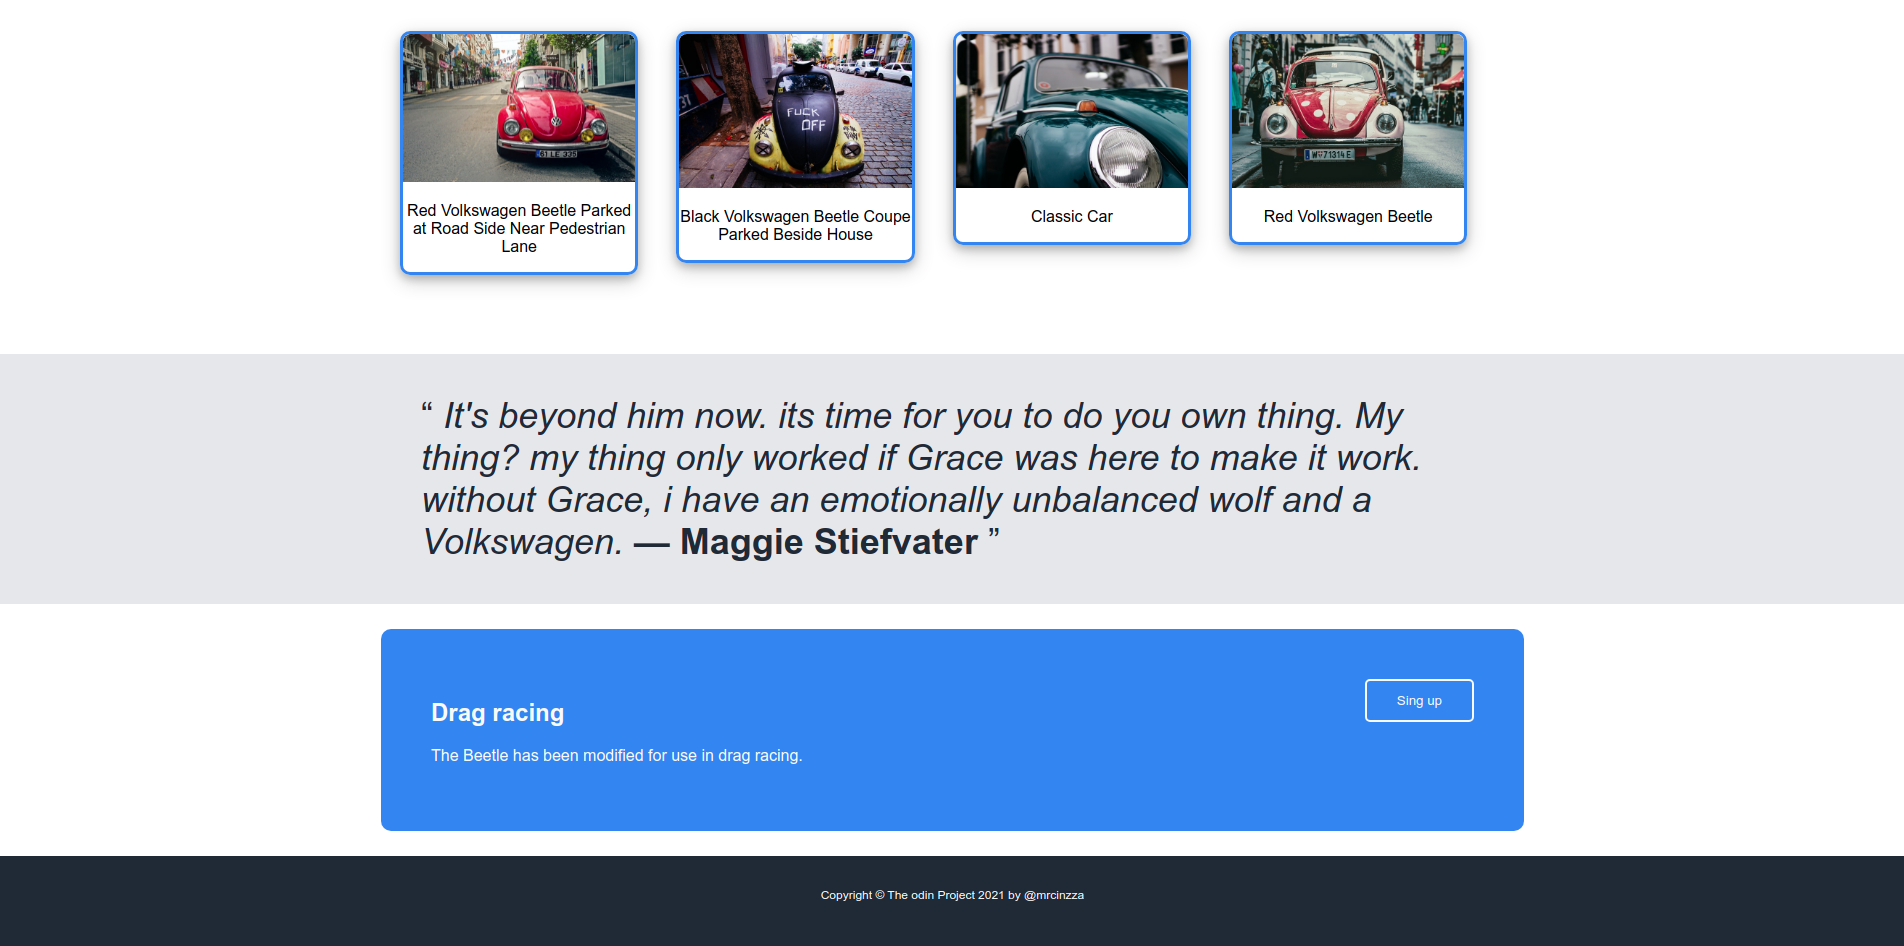 61 LE 335
FUCK
OFF
W 71314 E
Red Volkswagen Beetle Parked
at Road Side Near Pedestrian
Lane
Black Volkswagen Beetle Coupe
Parked Beside House
Classic Car
Red Volkswagen Beetle
“ It's beyond him now. its time for you to do you own thing. My
thing? my thing only worked if Grace was here to make it work.
without Grace, i have an emotionally unbalanced wolf and a
Volkswagen. — Maggie Stiefvater ”
Sing up
Drag racing
The Beetle has been modified for use in drag racing.
Copyright © The odin Project 2021 by @mrcinzza